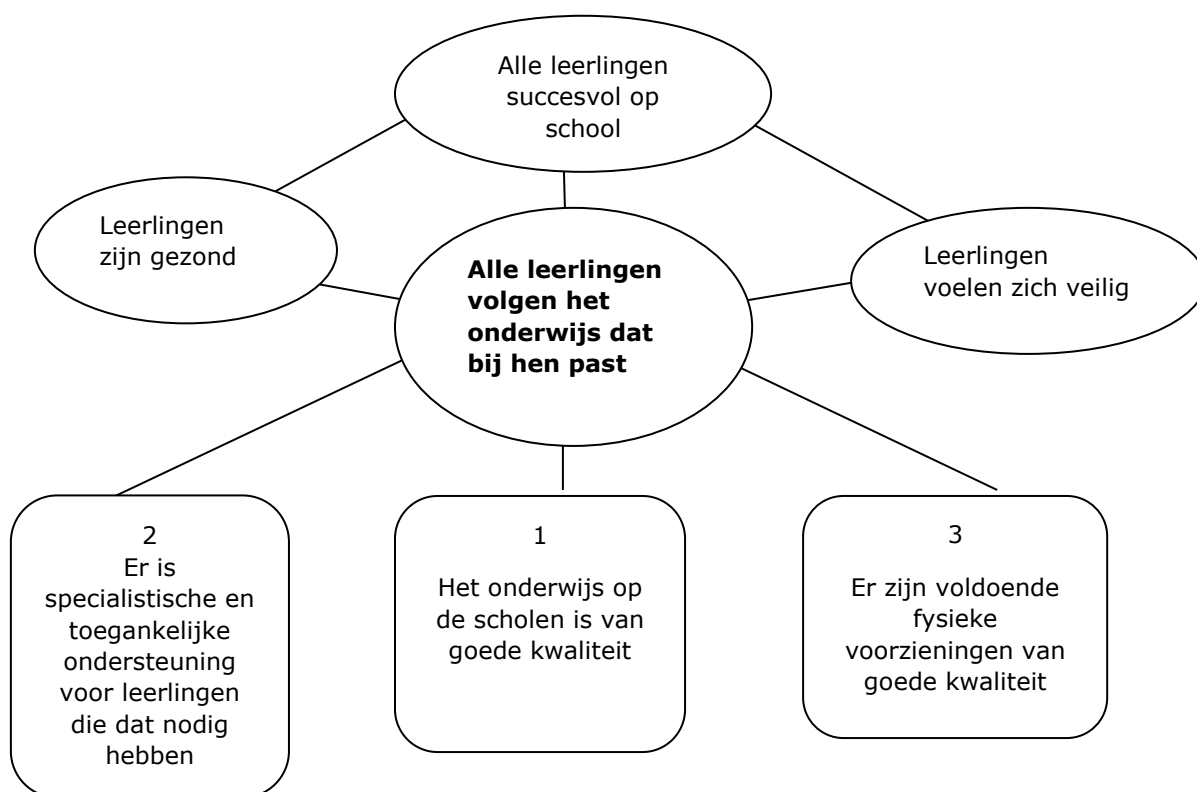 Alle leerlingen
succesvol op
school
Leerlingen
zijn gezond
Alle leerlingen
volgen het
onderwijs dat
bij hen past
Leerlingen
voelen zich veilig
2
Er is
specialistische en
toegankelijke
ondersteuning
voor leerlingen
die dat nodig
hebben
1
Het onderwijs op
de scholen is van
goede kwaliteit
3
Er zijn voldoende
fysieke
voorzieningen van
goede kwaliteit